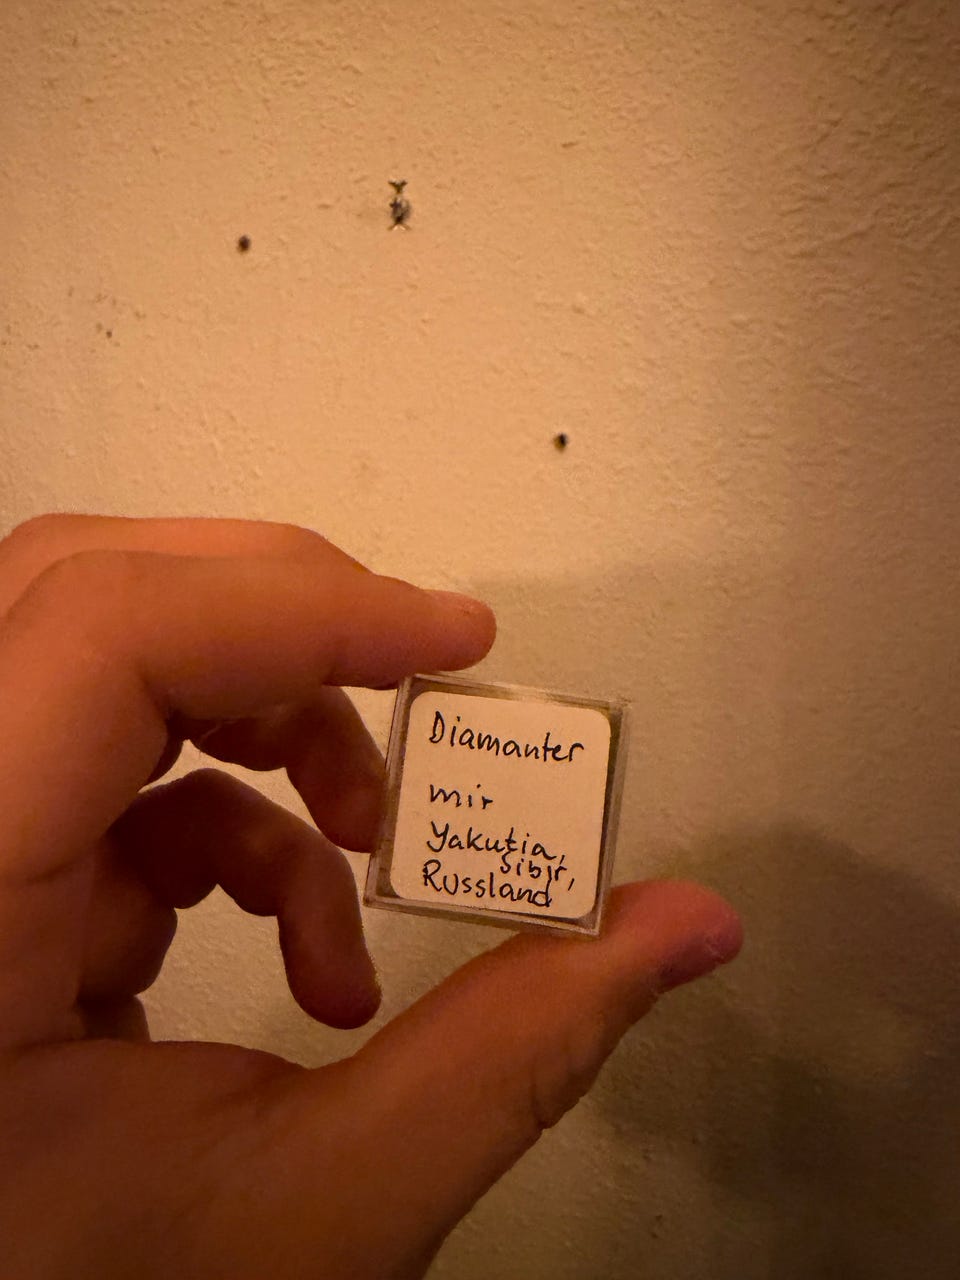 Diamanter
mir
Yakutia,
Sibir,
Russland